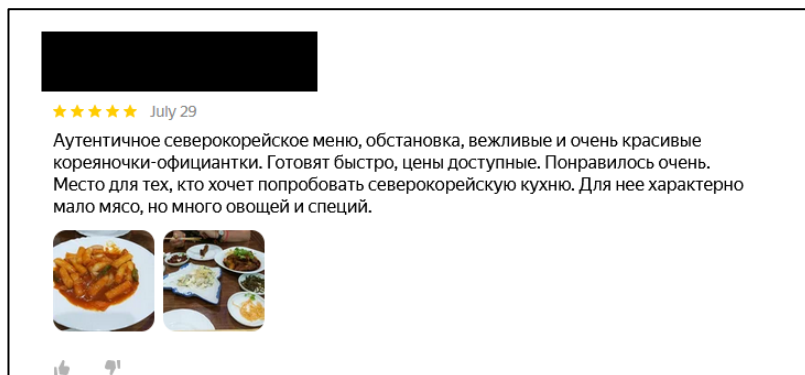 July 29
Аутентичное северокорейское меню, обстановка, вежливые и очень красивые
кореяночки-официантки. Готовят быстро, цены доступные. Понравилось очень.
Место для тех, кто хочет попробовать северокорейскую кухню. Для нее характерно
мало мясо, но много овощей и специй.